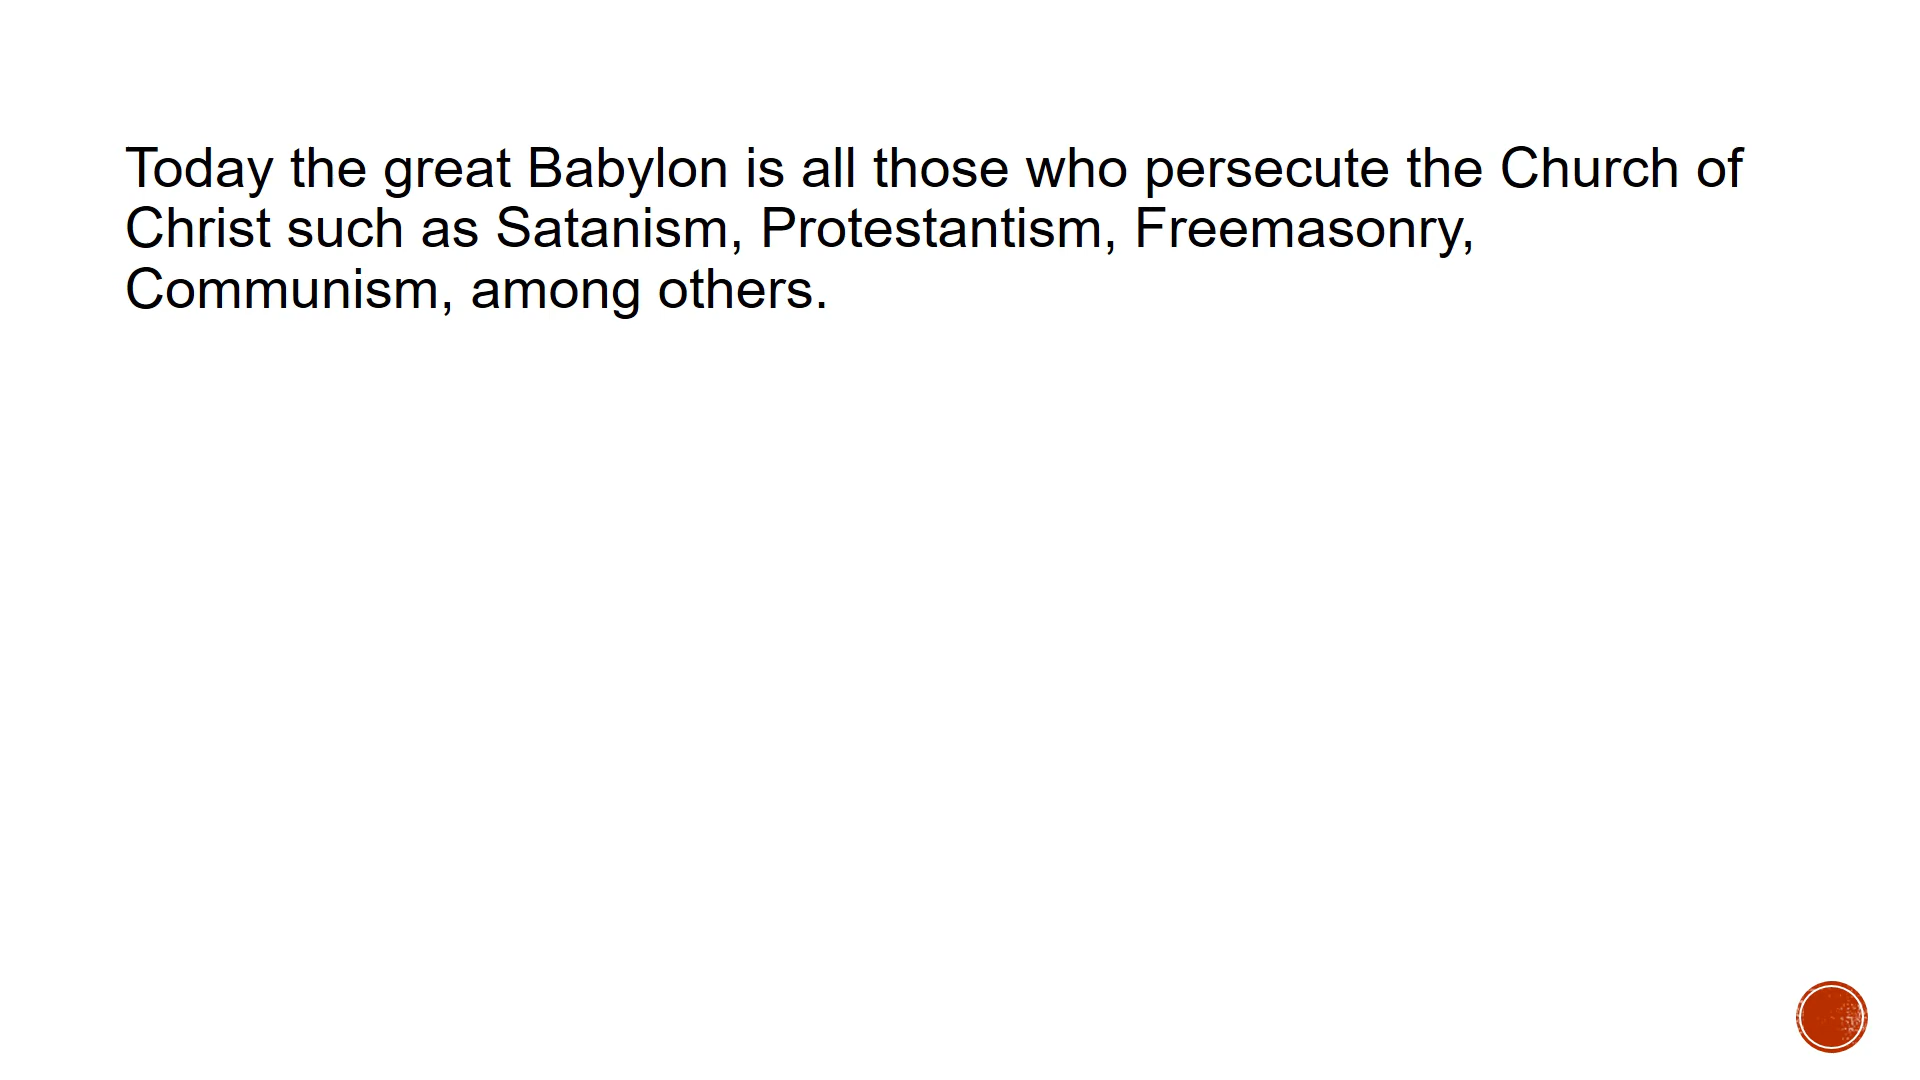 Today the great Babylon is all those who persecute the Church of
Christ such as Satanism, Protestantism, Freemasonry,
Communism, among others.